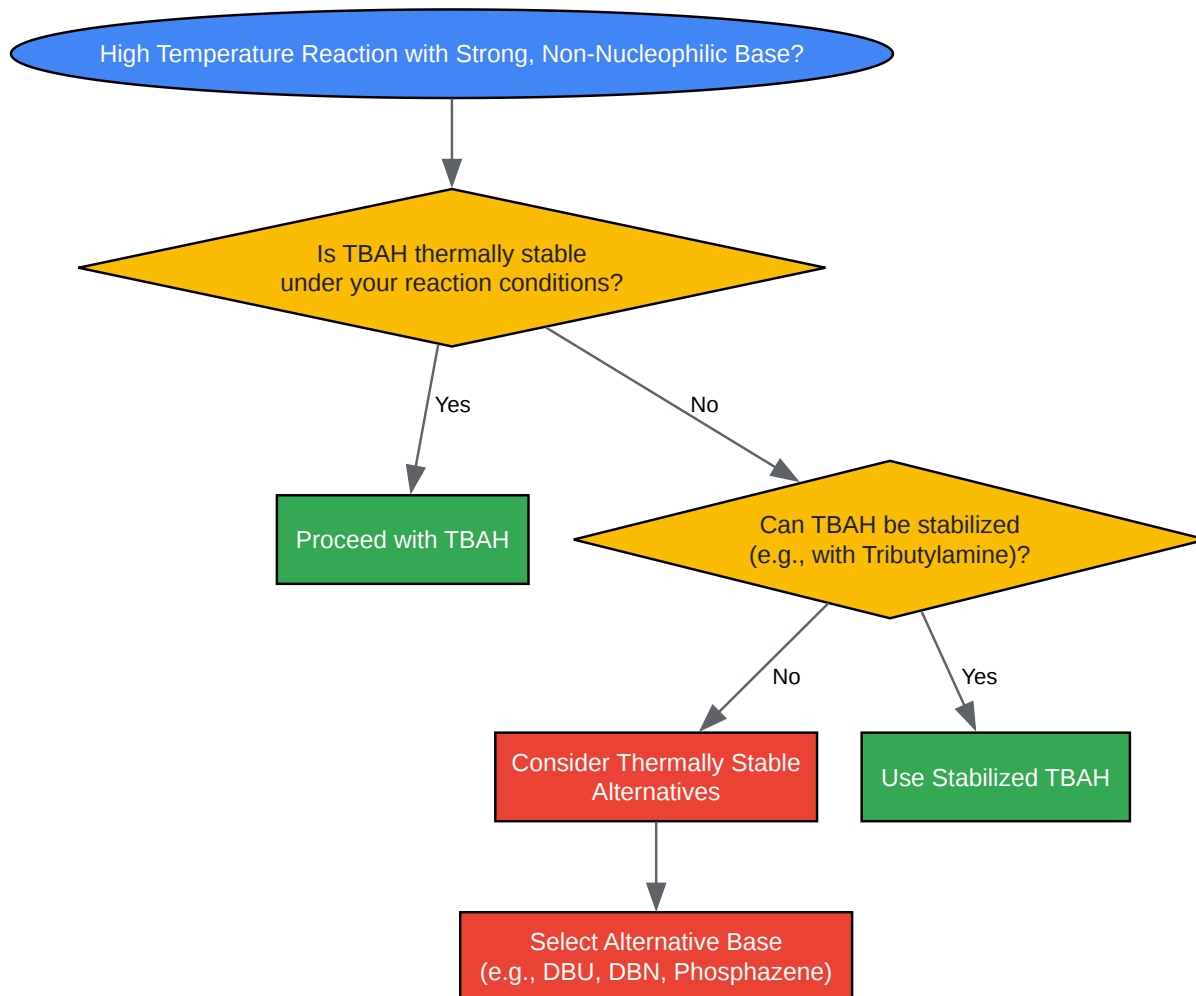 High Temperature Reaction with Strong, Non-Nucleophilic Base?
Is TBAH thermally stable
under your reaction conditions?
Yes
No
Proceed with TBAH
Can TBAH be stabilized
(e.g., with Tributylamine)?
No
Yes
Consider Thermally Stable
Alternatives
Use Stabilized TBAH
Select Alternative Base
(e.g., DBU, DBN, Phosphazene)